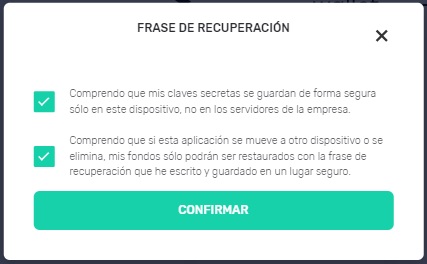 FRASE DE RECUPERACIÓN
Comprendo que mis claves secretas se guardan de forma segura
sólo en este dispositivo, no en los servidores de la empresa.
Comprendo que si esta aplicación se mueve a otro dispositivo o se
elimina, mis fondos sólo podrán ser restaurados con la frase de
recuperación que he escrito y guardado en un lugar seguro.
CONFIRMAR